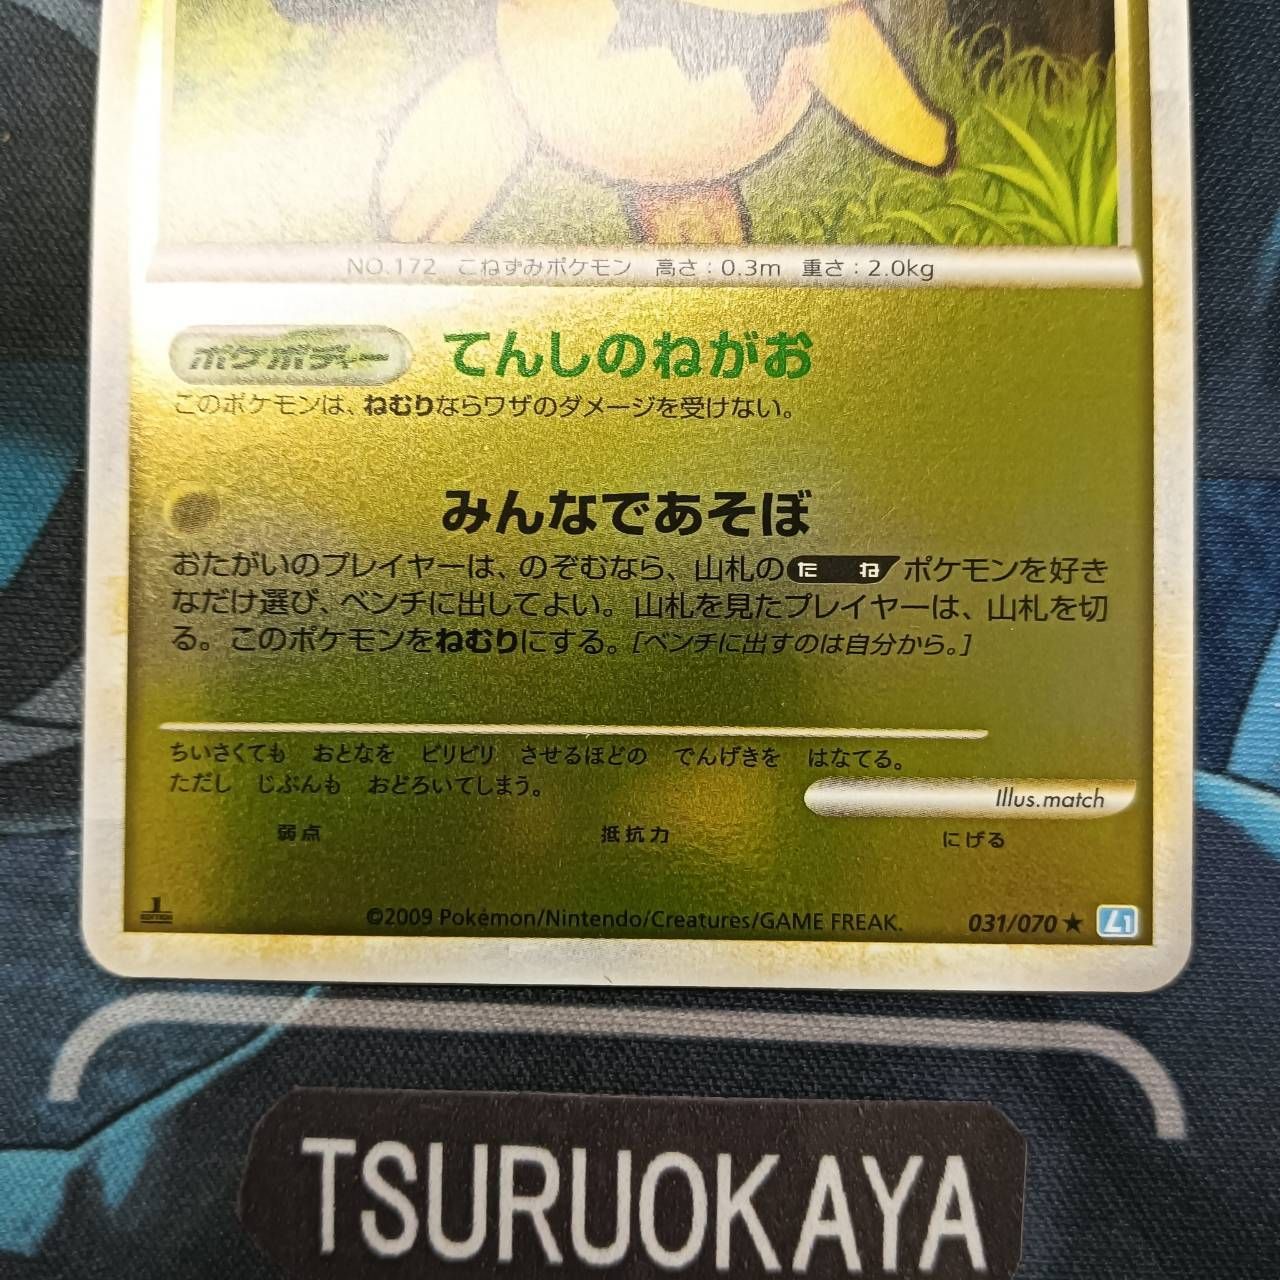 NO.172 こねずみポケモン 高さ:0.3m 重さ:2.0kg
ポケボディー てんしのねがお
このポケモンは、ねむりならワザのダメージを受けない。
みんなであそぼ
おたがいのプレイヤーは、のぞむなら、山札の たね ポケモンを好き
なだけ選び、ベンチに出してよい。山札を見たプレイヤーは、山札を切
る。このポケモンをねむりにする。[ベンチに出すのは自分から。]
ちいさくても おとなを ビリビリ させるほどの でんげきを はなてる。
ただし じぶんも おどろいてしまう。
Illus.match
弱点 抵抗力 にげる
1 EDITION ©2009 Pokémon/Nintendo/Creatures/GAME FREAK. 031/070 ★ L1
TSURUOKAYA